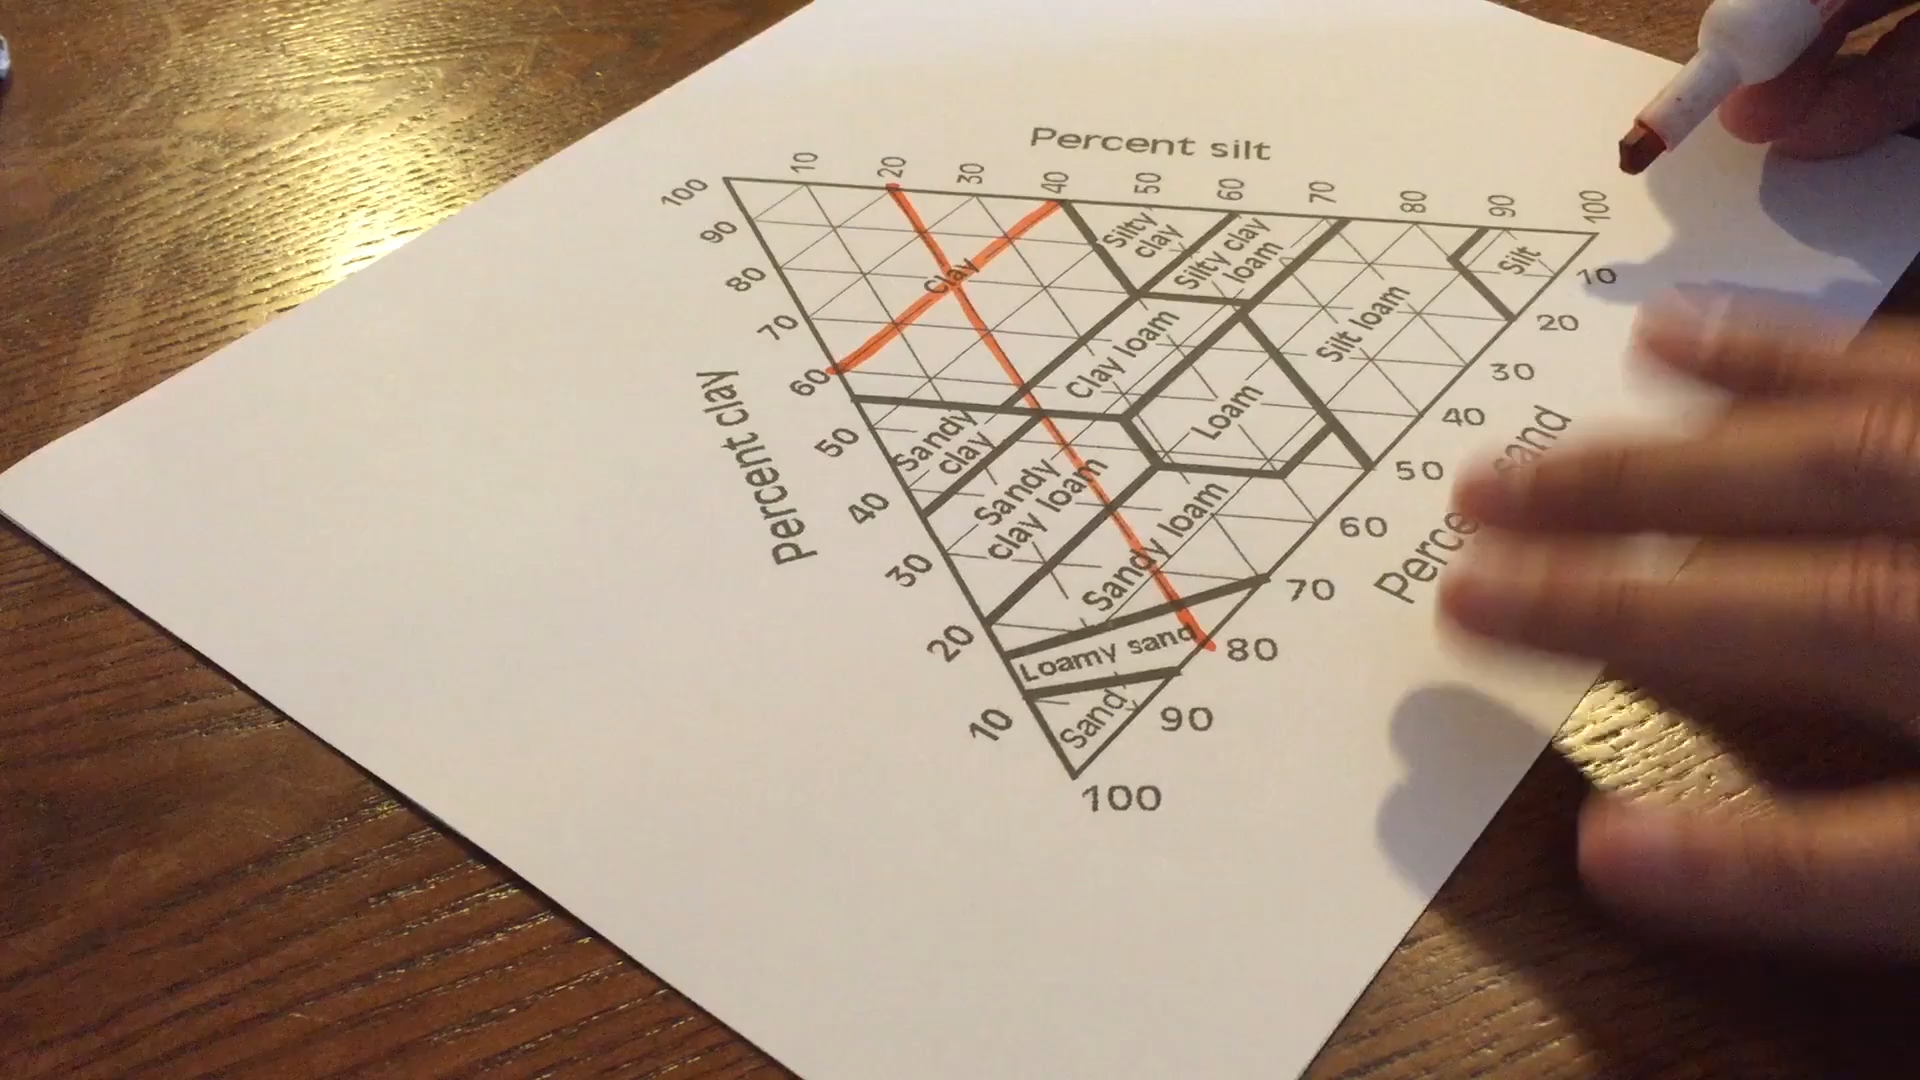 Percent silt
10
20
30
40
50
60
70
80
90
100
100
90
80
70
60
50
40
30
20
10
Percent clay
10
20
30
40
50
60
70
80
90
100
sand
Clay
Silty
clay
Silty clay
loam
Silt
Clay loam
Silt loam
Loam
Sandy
clay
Sandy
clay loam
Sandy loam
Loamy sand
Sand